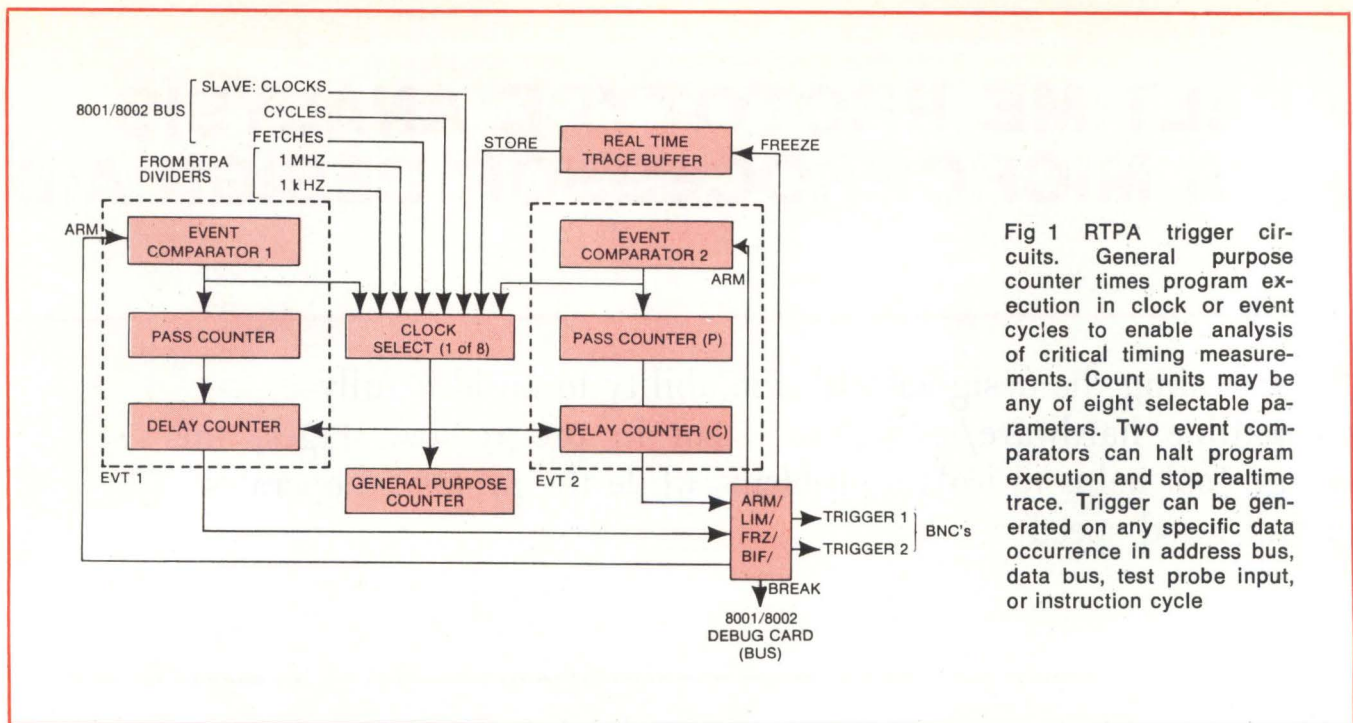 SLAVE: CLOCKS
8001/8002 BUS
CYCLES
FETCHES
FROM RTPA
DIVIDERS
1 MHZ
1 k HZ
STORE
REAL TIME
TRACE BUFFER
FREEZE
ARM
EVENT
COMPARATOR 1
EVENT
COMPARATOR 2
ARM
PASS COUNTER
CLOCK
SELECT (1 of 8)
PASS COUNTER (P)
DELAY COUNTER
DELAY COUNTER (C)
EVT 1
GENERAL PURPOSE
COUNTER
EVT 2
ARM/
LIM/
FRZ/
BIF/
TRIGGER 1
TRIGGER 2
BNC's
BREAK
8001/8002
DEBUG CARD
(BUS)
Fig 1 RTPA trigger cir-
cuits. General purpose
counter times program ex-
ecution in clock or event
cycles to enable analysis
of critical timing measure-
ments. Count units may be
any of eight selectable pa-
rameters. Two event com-
parators can halt program
execution and stop realtime
trace. Trigger can be gen-
erated on any specific data
occurrence in address bus,
data bus, test probe input,
or instruction cycle